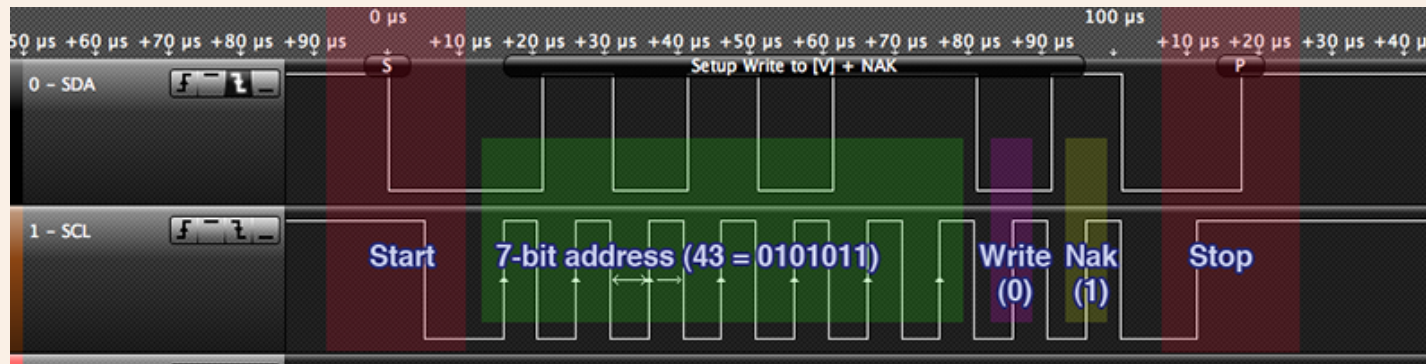 0 µs
100 µs
50 µs +60 µs +70 µs +80 µs +90 µs +10 µs +20 µs +30 µs +40 µs +50 µs +60 µs +70 µs +80 µs +90 µs +10 µs +20 µs +30 µs +40 µ
S
Setup Write to [V] + NAK
P
0 - SDA
1 - SCL
Start
7-bit address (43 = 0101011)
Write
(0)
Nak
(1)
Stop